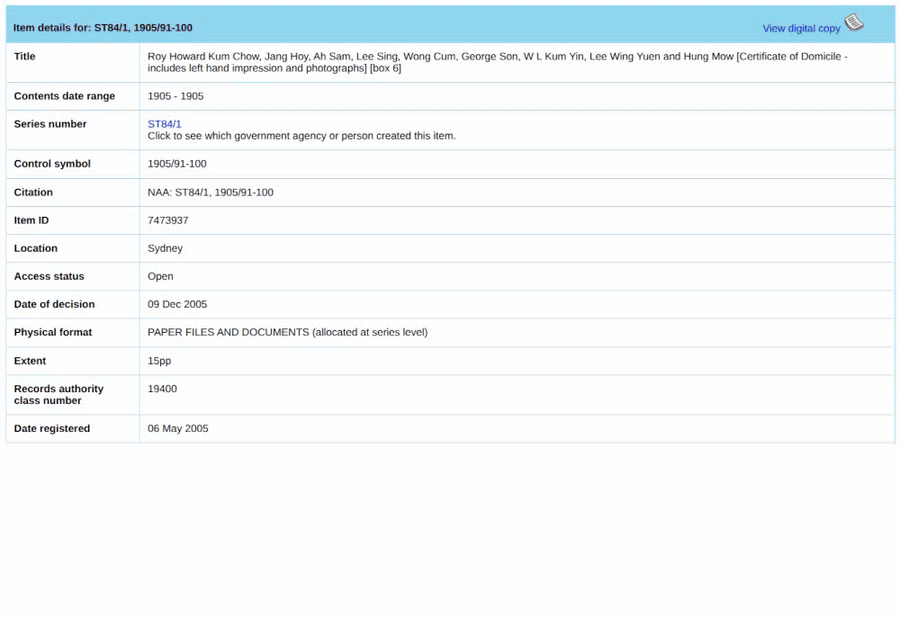 Item details for: ST84/1, 1905/91-100
View digital copy
Title
Roy Howard Kum Chow, Jang Hoy, Ah Sam, Lee Sing, Wong Cum, George Son, W L Kum Yin, Lee Wing Yuen and Hung Mow [Certificate of Domicile -
includes left hand impression and photographs] [box 6]
Contents date range
1905 - 1905
Series number
ST84/1
Click to see which government agency or person created this item.
Control symbol
1905/91-100
Citation
NAA: ST84/1, 1905/91-100
Item ID
7473937
Location
Sydney
Access status
Open
Date of decision
09 Dec 2005
Physical format
PAPER FILES AND DOCUMENTS (allocated at series level)
Extent
15pp
Records authority
class number
19400
Date registered
06 May 2005